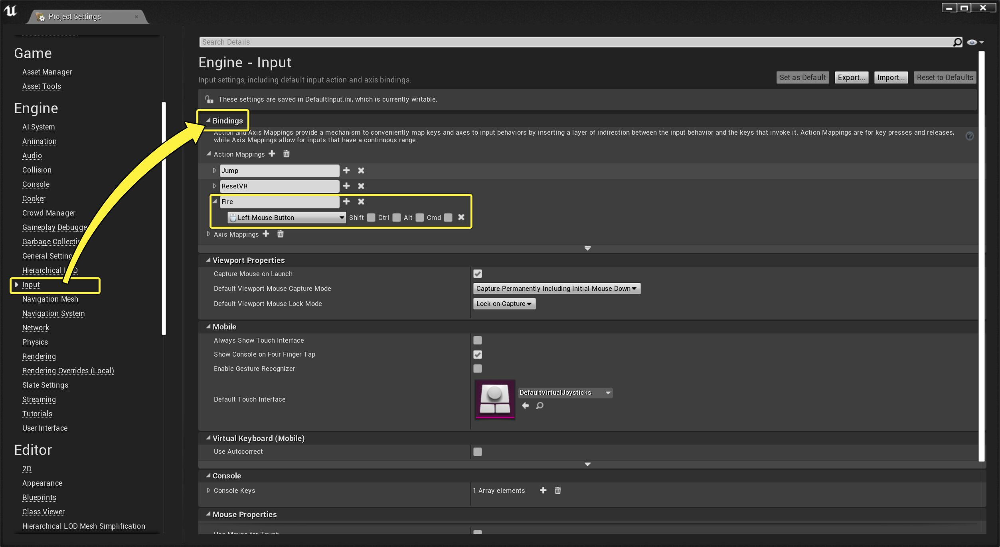 Project Settings
Game
Asset Manager
Asset Tools
Engine
AI System
Animation
Audio
Collision
Console
Cooker
Crowd Manager
Gameplay Debugge
Garbage Collectio
General Setting
Hierarchical LOD
Input
Navigation Mesh
Navigation System
Network
Physics
Rendering
Rendering Overrides (Local)
Slate Settings
Streaming
Tutorials
User Interface
Editor
2D
Appearance
Blueprints
Class Viewer
Hierarchical LOD Mesh Simplification
Search Details
Engine - Input
Input settings, including default input action and axis bindings.
Set as Default Export... Import... Reset to Defaults
These settings are saved in DefaultInput.ini, which is currently writable.
Bindings
Action and Axis Mappings provide a mechanism to conveniently map keys and axes to input behaviors by inserting a layer of indirection between the input behavior and the keys that invoke it. Action Mappings are for key presses and releases,
while Axis Mappings allow for inputs that have a continuous range.
Action Mappings
Jump
ResetVR
Fire
Left Mouse Button Shift Ctrl Alt Cmd
Axis Mappings
Viewport Properties
Capture Mouse on Launch
Default Viewport Mouse Capture Mode Capture Permanently Including Initial Mouse Down
Default Viewport Mouse Lock Mode Lock on Capture
Mobile
Always Show Touch Interface
Show Console on Four Finger Tap
Enable Gesture Recognizer
Default Touch Interface DefaultVirtualJoysticks
Virtual Keyboard (Mobile)
Use Autocorrect
Console
Console Keys 1 Array elements
Mouse Properties
Use Mouse for Touch